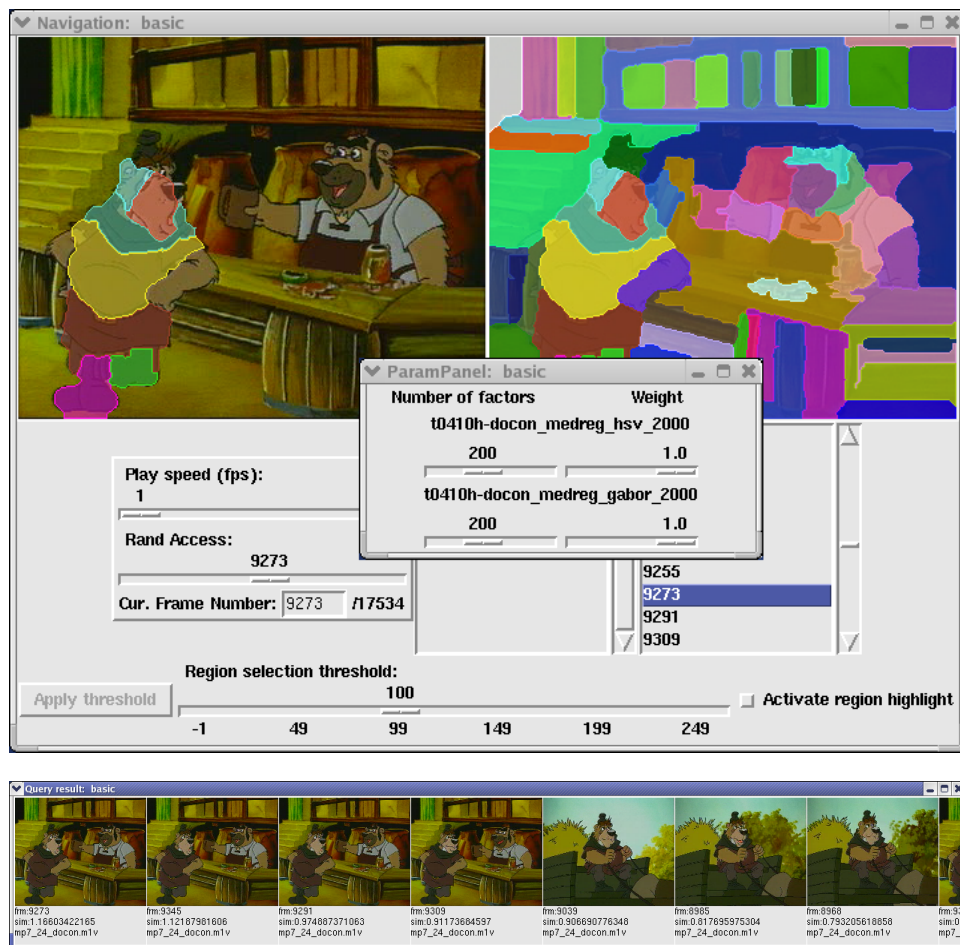 Navigation: basic
ParamPanel: basic
Number of factors Weight
t0410h-docon_medreg_hsv_2000
200 1.0
t0410h-docon_medreg_gabor_2000
200 1.0
Play speed (fps):
1
Rand Access:
9273
Cur. Frame Number: 9273 /17534
9255
9273
9291
9309
Region selection threshold:
Apply threshold
100
Activate region highlight
-1 49 99 149 199 249
Query result: basic
frm:9273 frm:9345 frm:9291 frm:9309 frm:9039 frm:8985 frm:8968
sim:1.16603422165 sim:1.12187981606 sim:0.974887371063 sim:0.91173684597 sim:0.906690776348 sim:0.817695975304 sim:0.793205618858
mp7_24_docon.m1v mp7_24_docon.m1v mp7_24_docon.m1v mp7_24_docon.m1v mp7_24_docon.m1v mp7_24_docon.m1v mp7_24_docon.m1v